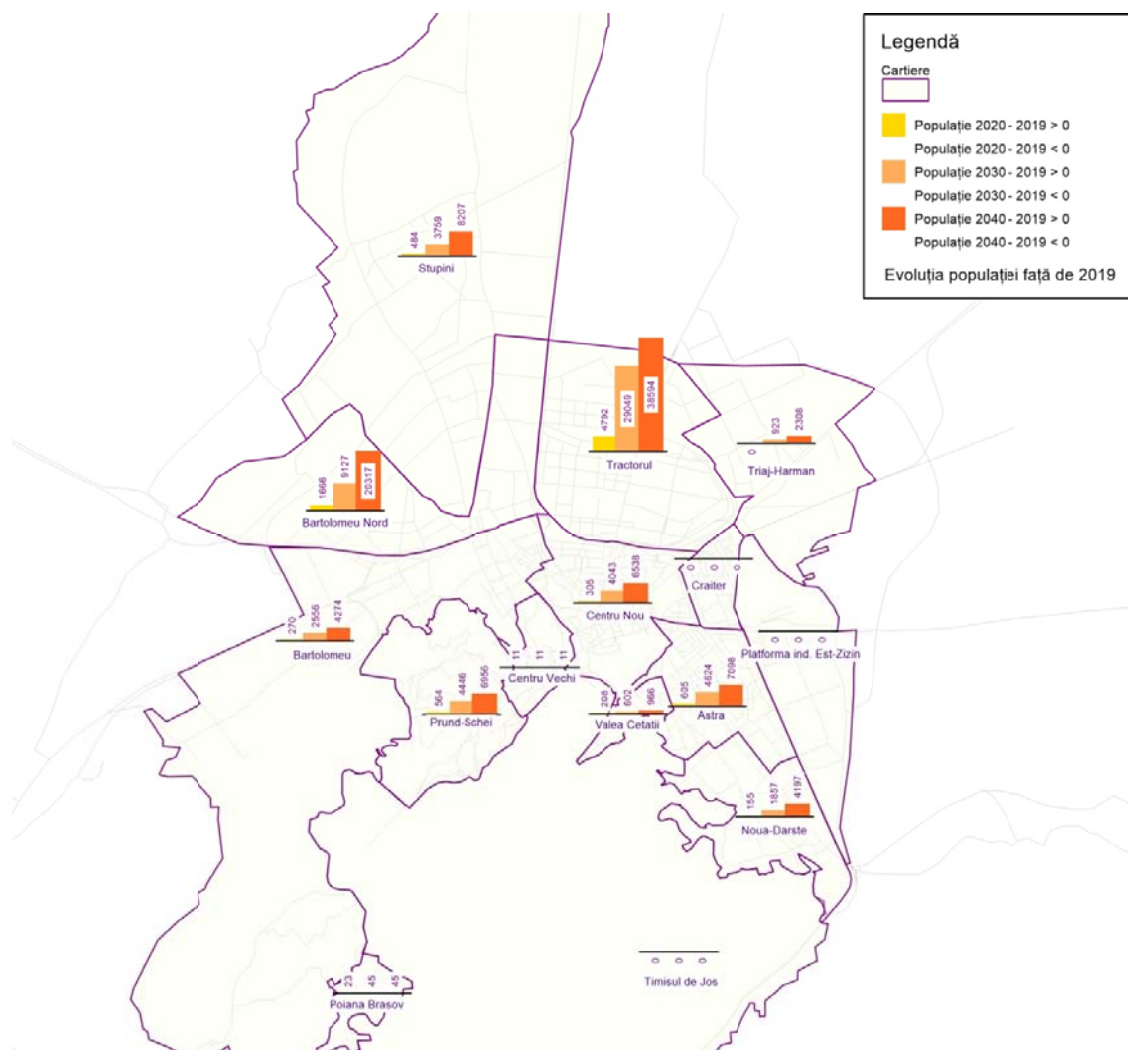 Legendă
Cartiere
Populație 2020 - 2019 > 0
Populație 2020 - 2019 < 0
Populație 2030 - 2019 > 0
Populație 2030 - 2019 < 0
Populație 2040 - 2019 > 0
Populație 2040 - 2019 < 0
Evoluția populației față de 2019
484 3759 8207
Stupini
4792 29049 38594
Tractorul
0 923 2308
Triaj-Harman
1666 9127 20317
Bartolomeu Nord
305 4043 6538
Centru Nou
0 0 0
Craiter
270 2556 4274
Bartolomeu
0 0 0
Platforma ind. Est-Zizin
11 11 11
Centru Vechi
564 4446 6956
Prund-Schei
602 966
Valea Cetatii
605 4624 7098
Astra
155 1857 4197
Noua-Darste
0 0 0
Timisul de Jos
23 45 45
Poiana Brasov